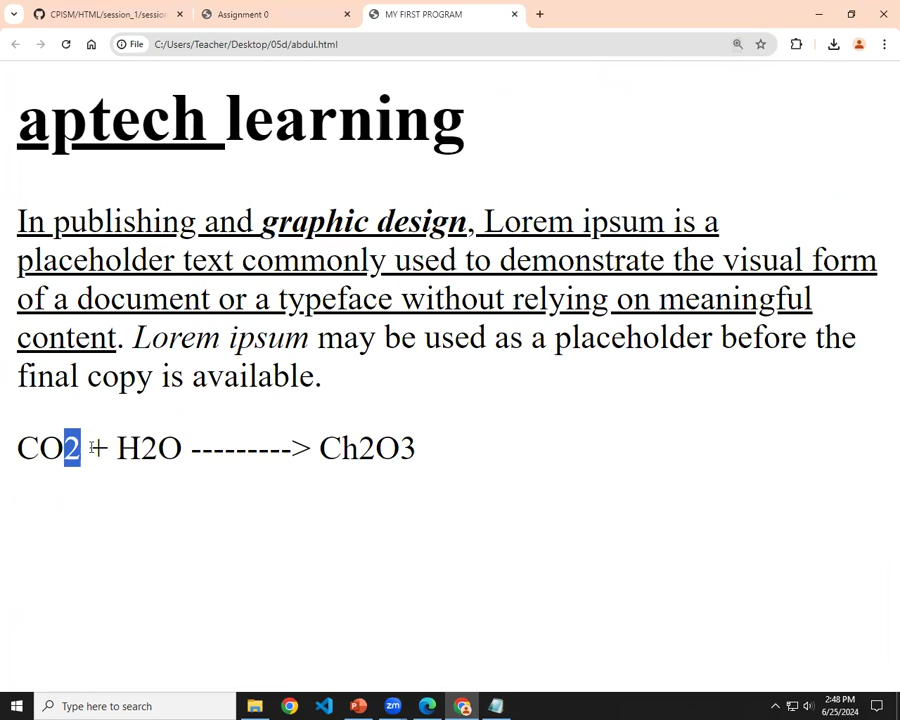 CPISM/HTML/session_1/session
Assignment 0
MY FIRST PROGRAM
File
C:/Users/Teacher/Desktop/05d/abdul.html
aptech learning
In publishing and graphic design, Lorem ipsum is a
placeholder text commonly used to demonstrate the visual form
of a document or a typeface without relying on meaningful
content. Lorem ipsum may be used as a placeholder before the
final copy is available.
CO2 + H2O ---------> Ch2O3
Type here to search
zm
2:48 PM
6/25/2024